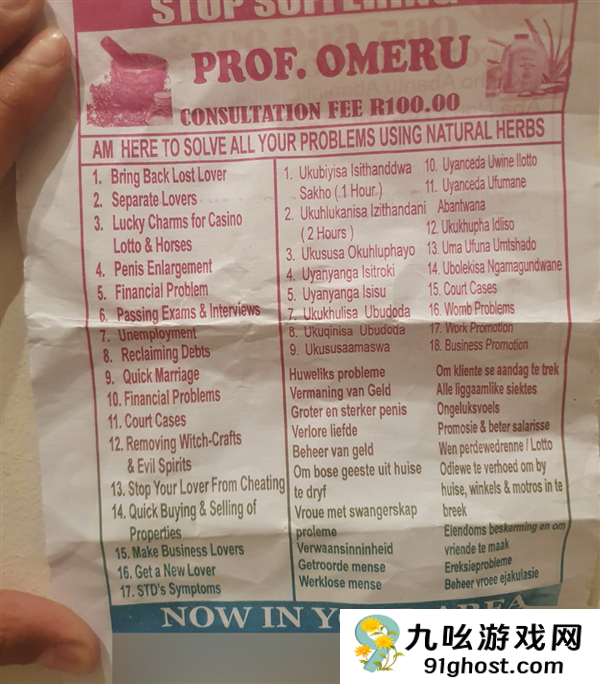 STOP SUFFERING
PROF. OMERU
CONSULTATION FEE R100.00
AM HERE TO SOLVE ALL YOUR PROBLEMS USING NATURAL HERBS
1. Bring Back Lost Lover
2. Separate Lovers
3. Lucky Charms for Casino
Lotto & Horses
4. Penis Enlargement
5. Financial Problem
6. Passing Exams & Interviews
7. Unemployment
8. Reclaiming Debts
9. Quick Marriage
10. Financial Problems
11. Court Cases
12. Removing Witch-Crafts
& Evil Spirits
13. Stop Your Lover From Cheating
14. Quick Buying & Selling of
Properties
15. Make Business Lovers
16. Get a New Lover
17. STD's Symptoms
1. Ukubiyisa Isithanddwa
Sakho ( 1 Hour )
2. Ukuhlukanisa Izithandani
( 2 Hours )
3. Ukususa Okuhluphayo
4. Uyanyanga Isitroki
5. Uyanyanga Isisu
7. Ukukhulisa Ubudoda
8. Ukuqinisa Ubudoda
9. Ukususaamaswa
10. Uyanceda Uwine Ilotto
11. Uyanceda Ufumane
Abantwana
12. Ukukhupha Idliso
13. Uma Ufuna Umtshado
14. Ubolekisa Ngamagundwane
15. Court Cases
16. Womb Problems
17. Work Promotion
18. Business Promotion
Huweliks probleme
Vermaning van Geld
Groter en sterker penis
Verlore liefde
Beheer van geld
Om bose geeste uit huise
te dryf
Vroue met swangerskap
proleme
Verwaansinninheid
Getroorde mense
Werklose mense
Om kliente se aandag te trek
Alle liggaamlike siektes
Ongeluksvoels
Promosie & beter salarisse
Wen perdewedrenne / Lotto
Odiewe te verhoed om by
huise, winkels & motros in te
breek
Eiendoms beskerming en om
vriende te maak
Ereksieprobleme
Beheer vroee ejakulasie
NOW IN YOUR AREA
九吆游戏网
91ghost.com